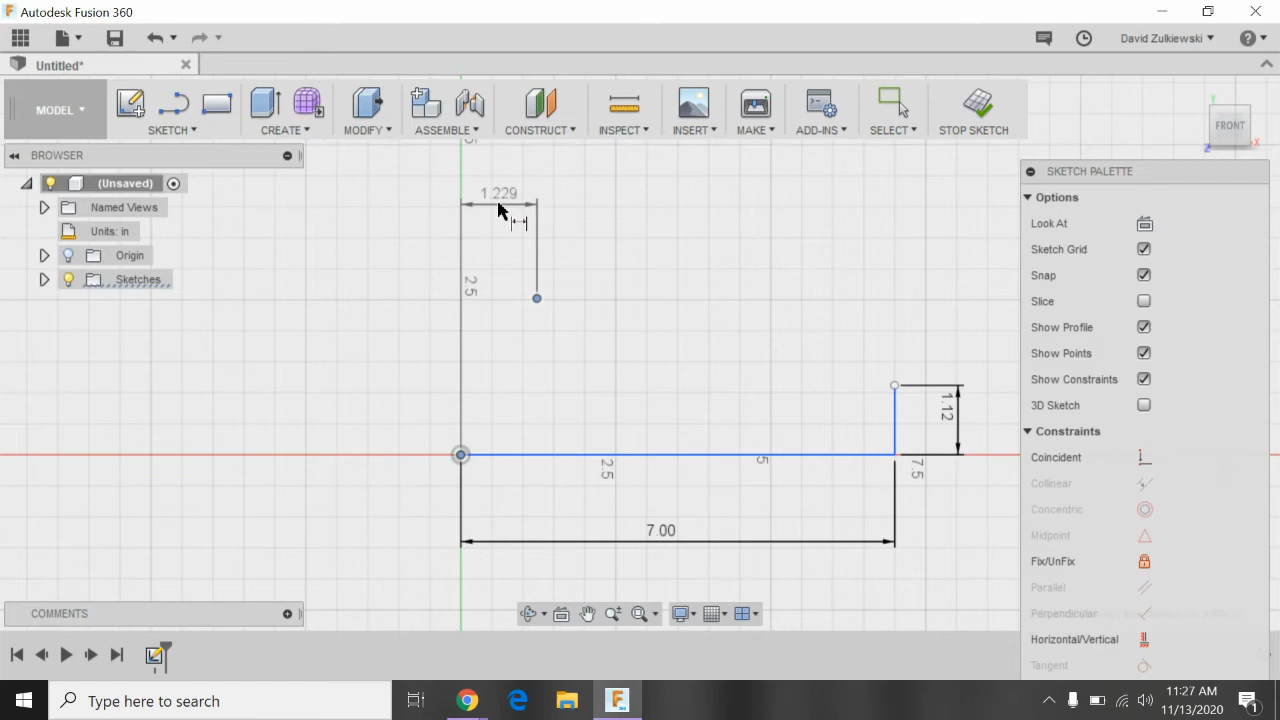 Autodesk Fusion 360
David Zulkiewski
Untitled*
MODEL
SKETCH
CREATE
MODIFY
ASSEMBLE
CONSTRUCT
INSPECT
INSERT
MAKE
ADD-INS
SELECT
STOP SKETCH
FRONT
Y
X
Z
BROWSER
(Unsaved)
Named Views
Units: in
Origin
Sketches
SKETCH PALETTE
Options
Look At
Sketch Grid
Snap
Slice
Show Profile
Show Points
Show Constraints
3D Sketch
Constraints
Coincident
Collinear
Concentric
Midpoint
Fix/UnFix
Parallel
Perpendicular
Horizontal/Vertical
Tangent
5
1.229
2.5
1.12
2.5
5
7.5
7.00
COMMENTS
Type here to search
11:27 AM
11/13/2020
1